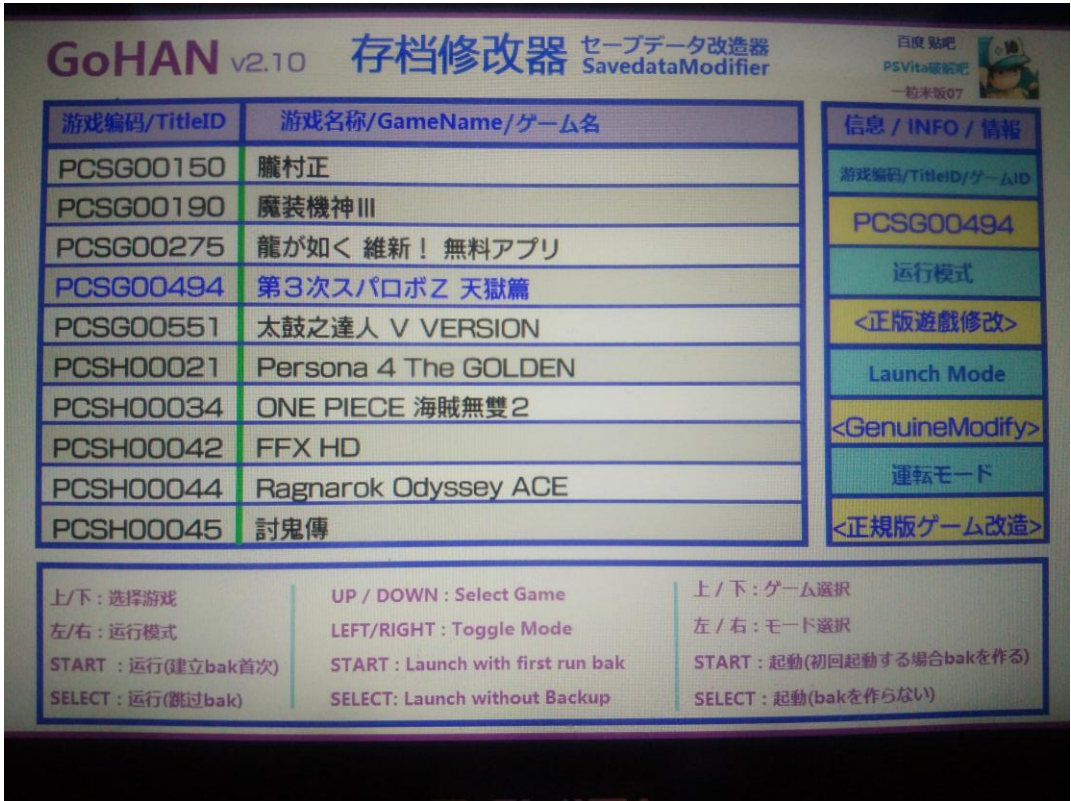 GoHAN v2.10 存档修改器 セーブデータ改造器
SavedataModifier
百度 贴吧
PSVita破解吧
一粒米饭07
游戏编码/TitleID 游戏名称/GameName/ゲーム名
PCSG00150 朧村正
PCSG00190 魔装機神Ⅲ
PCSG00275 龍が如く 維新! 無料アプリ
PCSG00494 第3次スパロボZ 天獄篇
PCSG00551 太鼓之達人 V VERSION
PCSH00021 Persona 4 The GOLDEN
PCSH00034 ONE PIECE 海賊無雙2
PCSH00042 FFX HD
PCSH00044 Ragnarok Odyssey ACE
PCSH00045 討鬼傳
信息 / INFO / 情報
游戏编码/TitleID/ゲームID
PCSG00494
运行模式
<正版遊戲修改>
Launch Mode
<GenuineModify>
運転モード
<正規版ゲーム改造>
上/下：选择游戏
左/右：运行模式
START：运行(建立bak首次)
SELECT：运行(跳过bak)
UP / DOWN : Select Game
LEFT/RIGHT : Toggle Mode
START : Launch with first run bak
SELECT: Launch without Backup
上 / 下：ゲーム選択
左 / 右：モード選択
START：起動(初回起動する場合bakを作る)
SELECT：起動(bakを作らない)